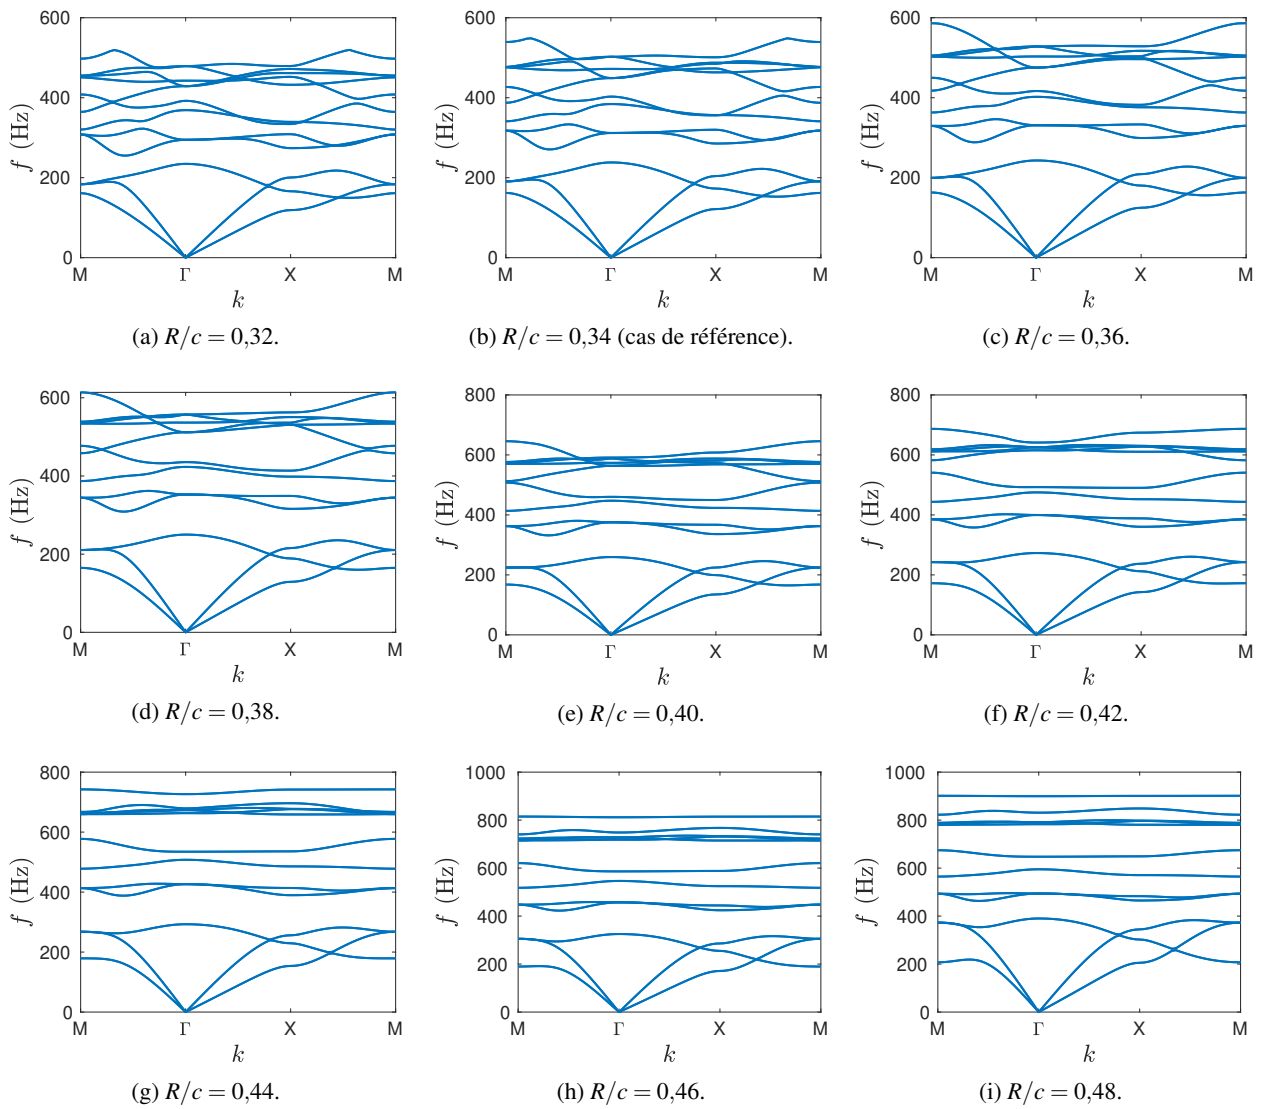 600
400
200
0
f (Hz)
M Γ X M
k
(a) R/c = 0,32.
600
400
200
0
f (Hz)
M Γ X M
k
(b) R/c = 0,34 (cas de référence).
600
400
200
0
f (Hz)
M Γ X M
k
(c) R/c = 0,36.
600
400
200
0
f (Hz)
M Γ X M
k
(d) R/c = 0,38.
800
600
400
200
0
f (Hz)
M Γ X M
k
(e) R/c = 0,40.
800
600
400
200
0
f (Hz)
M Γ X M
k
(f) R/c = 0,42.
800
600
400
200
0
f (Hz)
M Γ X M
k
(g) R/c = 0,44.
1000
800
600
400
200
0
f (Hz)
M Γ X M
k
(h) R/c = 0,46.
1000
800
600
400
200
0
f (Hz)
M Γ X M
k
(i) R/c = 0,48.